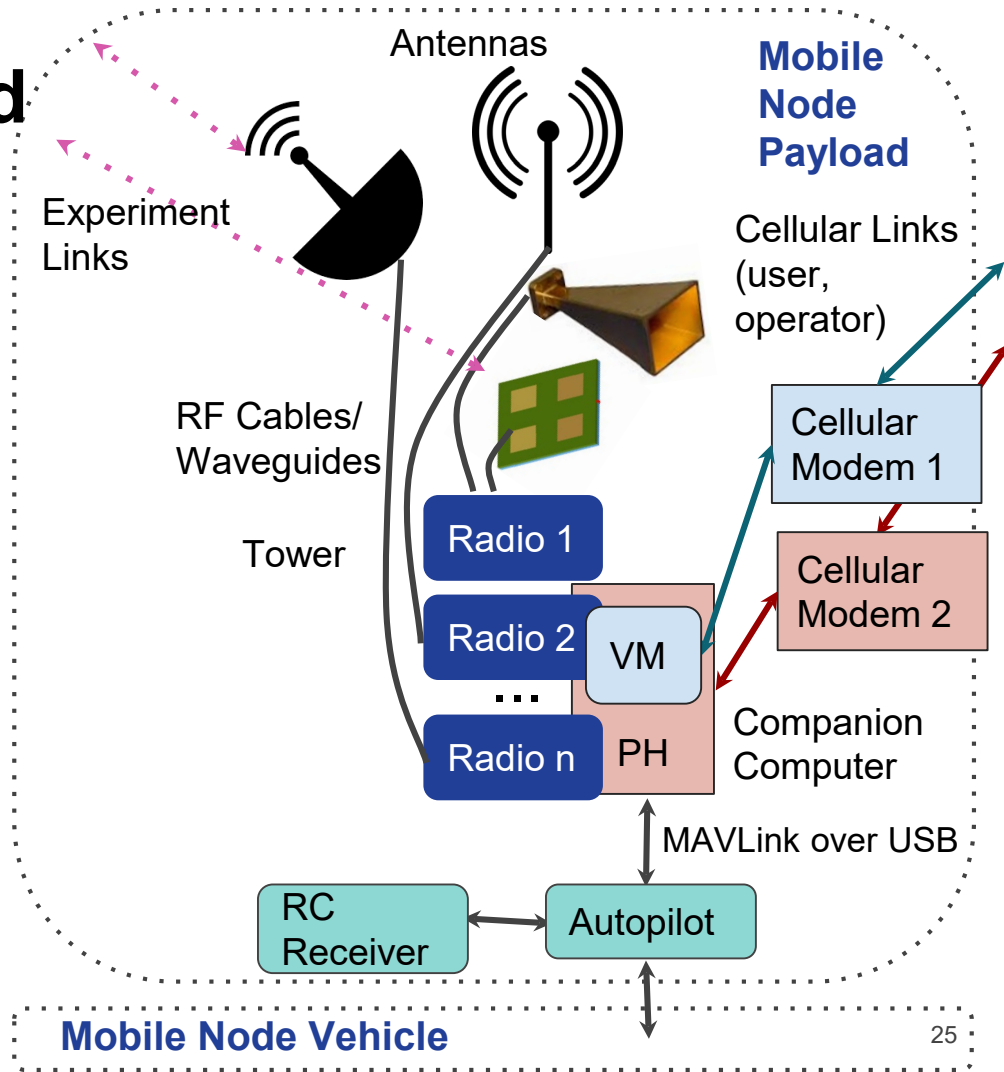 d
Antennas
Mobile
Node
Payload
Experiment
Links
Cellular Links
(user,
operator)
RF Cables/
Waveguides
Cellular
Modem 1
Tower
Radio 1
Cellular
Modem 2
Radio 2
VM
...
Radio n
PH
Companion
Computer
MAVLink over USB
RC
Receiver
Autopilot
Mobile Node Vehicle
25